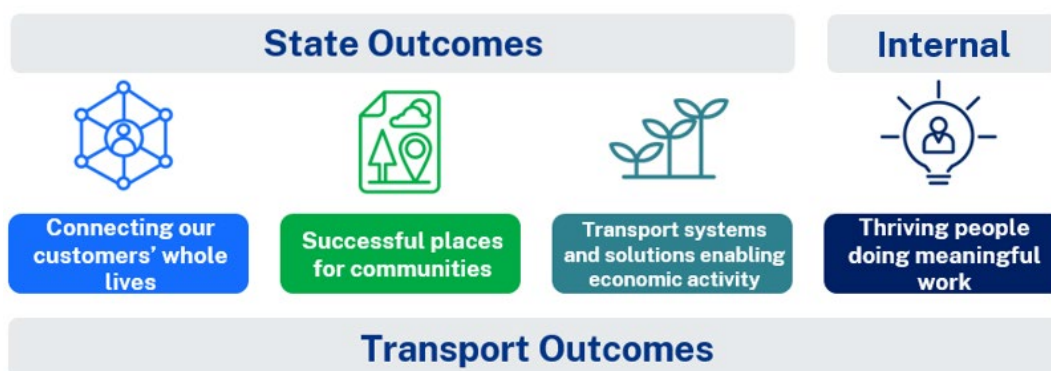 State Outcomes
Internal
Connecting our
customers’ whole
lives
Successful places
for communities
Transport systems
and solutions enabling
economic activity
Thriving people
doing meaningful
work
Transport Outcomes